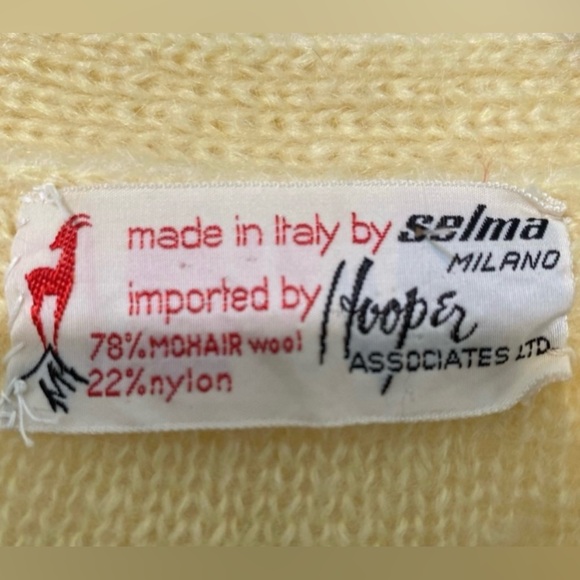 made in Italy by selma
MILANO
imported by Hooper
ASSOCIATES LTD
78% MOHAIR wool
22% nylon